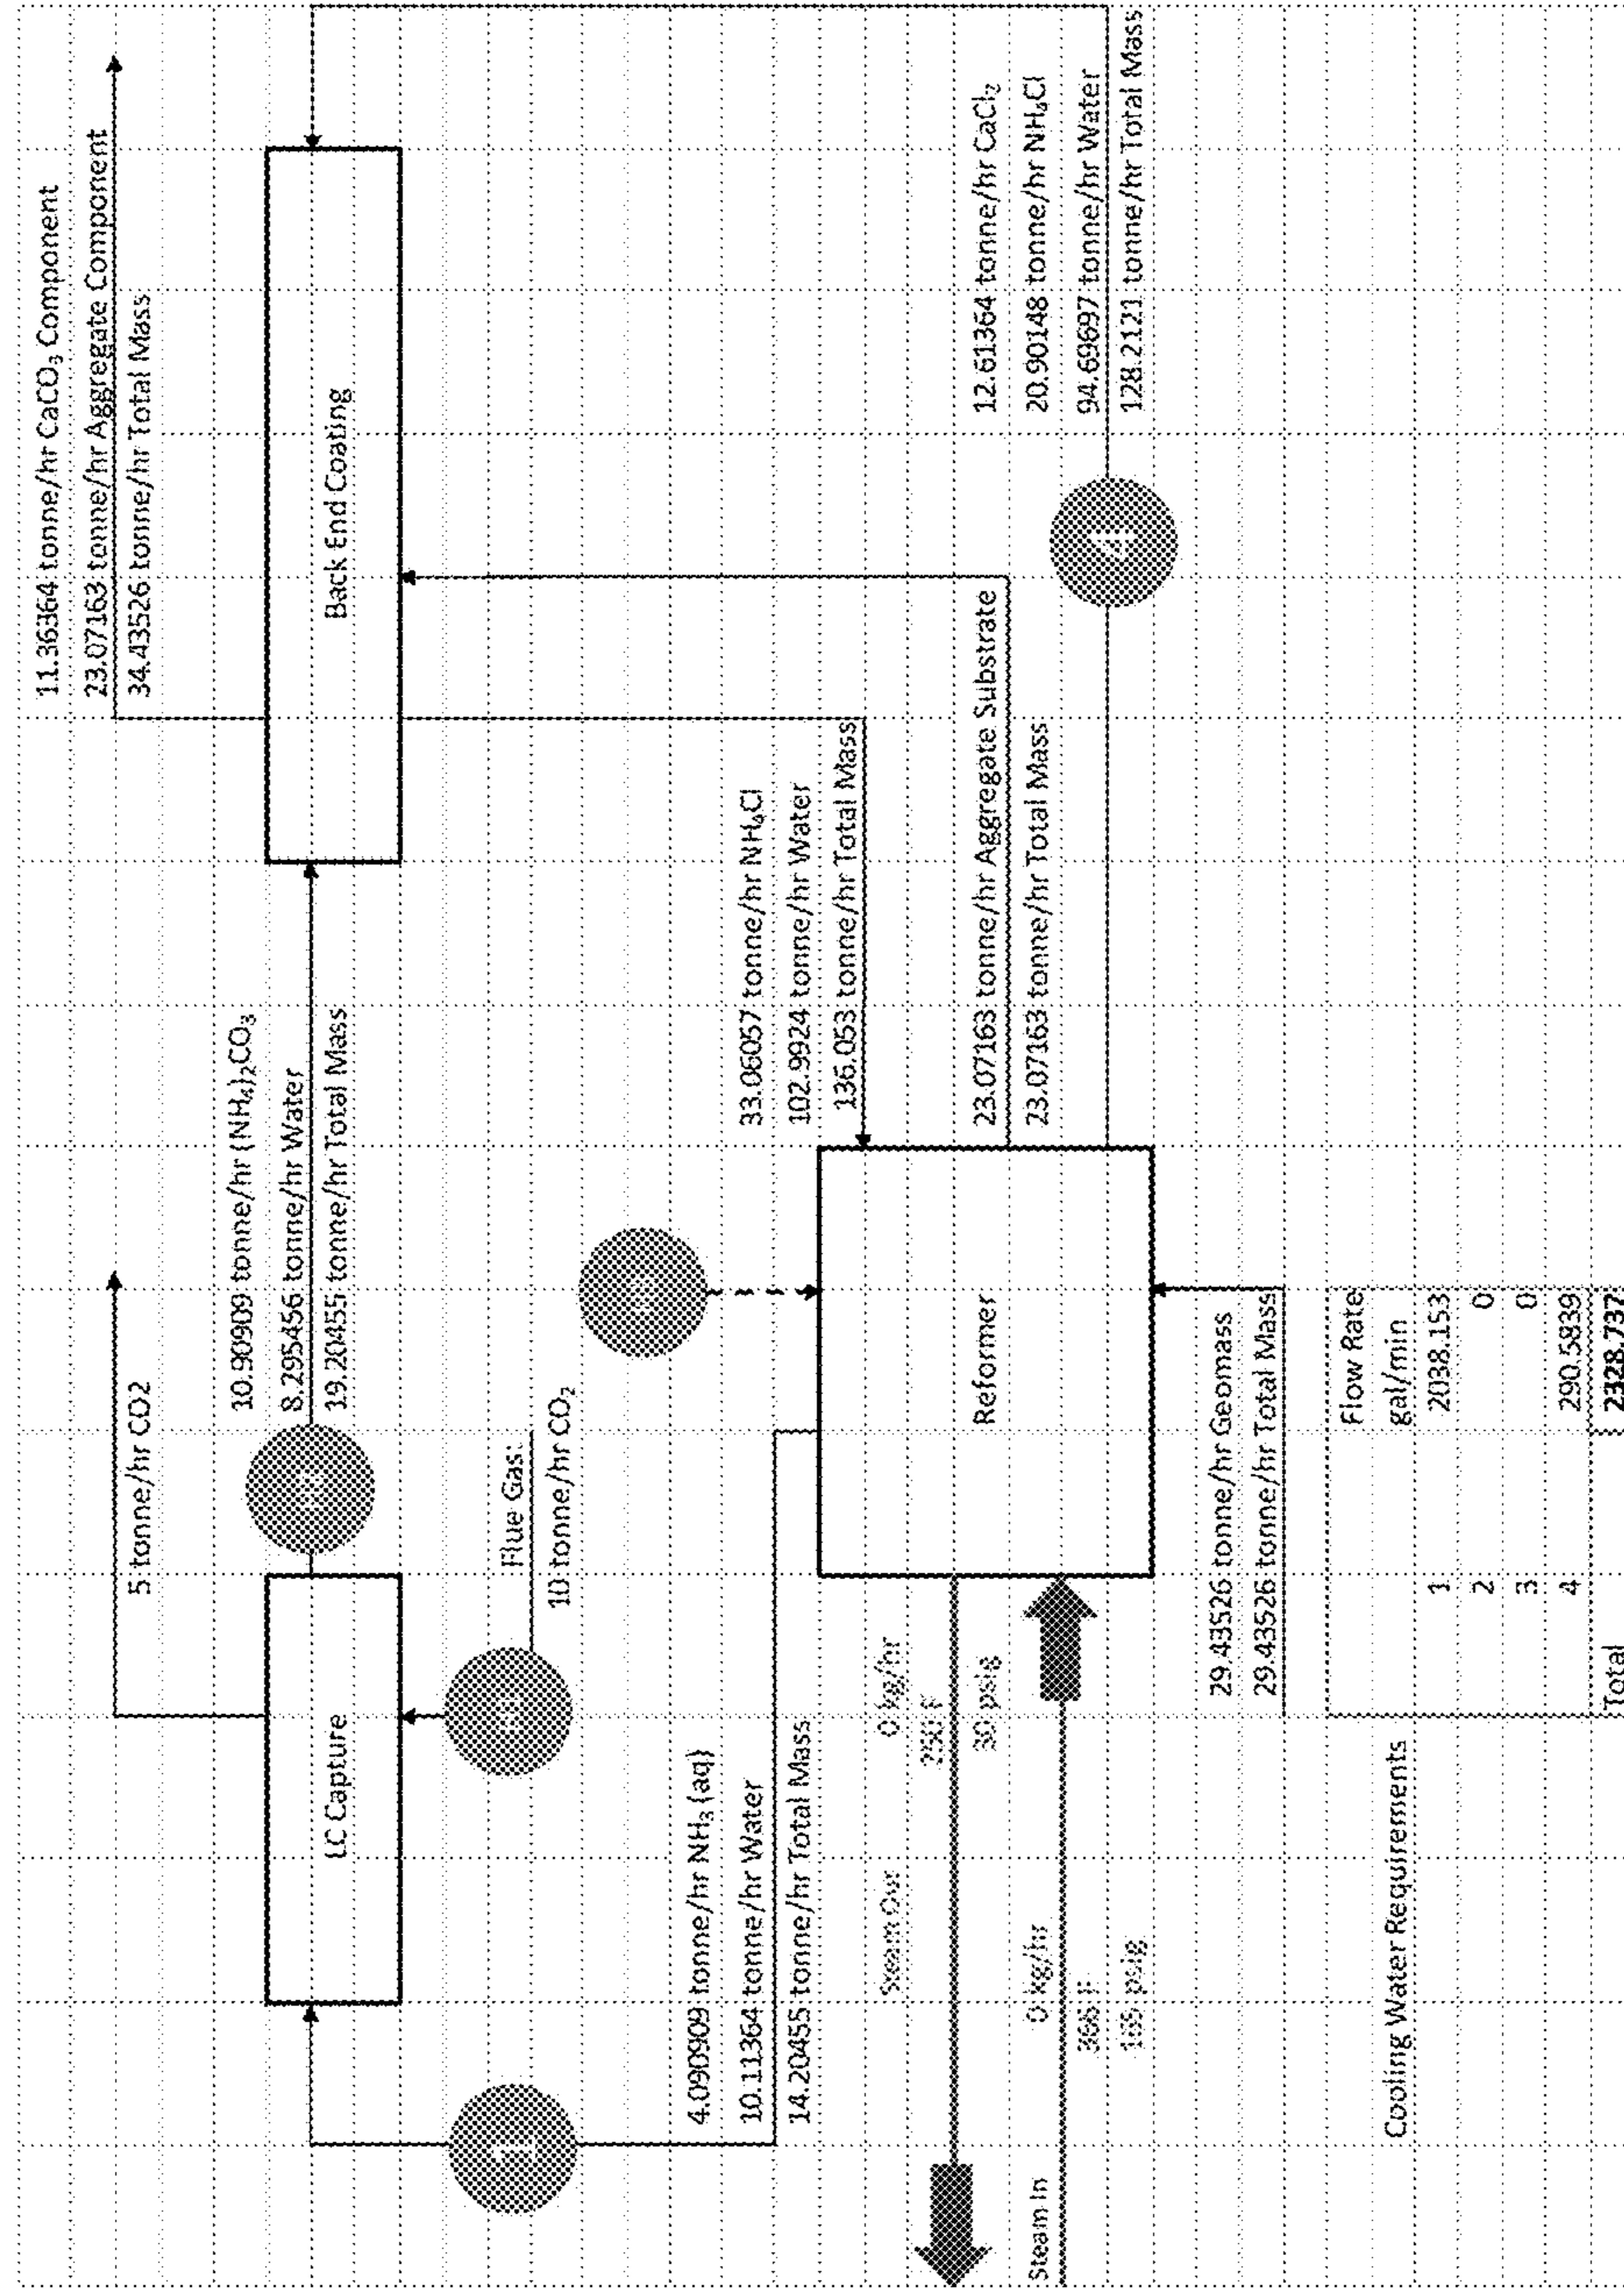 11.36364 tonne/hr CaCO₃ Component
23.07163 tonne/hr Aggregate Component
34.43526 tonne/hr Total Mass
5 tonne/hr CO2
10.90909 tonne/hr (NH₄)₂CO₃
8.295456 tonne/hr Water
19.20455 tonne/hr Total Mass
LC Capture
Back End Coating
Flue Gas:
10 tonne/hr CO₂
4.090909 tonne/hr NH₃ (aq)
10.11364 tonne/hr Water
14.20455 tonne/hr Total Mass
33.06057 tonne/hr NH₄Cl
102.9924 tonne/hr Water
136.053 tonne/hr Total Mass
Steam Out
0 kg/hr
250 F
30 psig
Reformer
23.07163 tonne/hr Aggregate Substrate
23.07163 tonne/hr Total Mass
12.61364 tonne/hr CaCl₂
20.90148 tonne/hr NH₄Cl
94.69697 tonne/hr Water
128.2121 tonne/hr Total Mass
4
Steam In
0 kg/hr
366 F
psig
29.43526 tonne/hr Geomass
29.43526 tonne/hr Total Mass
Cooling Water Requirements
Flow Rate
gal/min
1 2038.153
2 0
3 0
4 290.5839
Total 2328.737